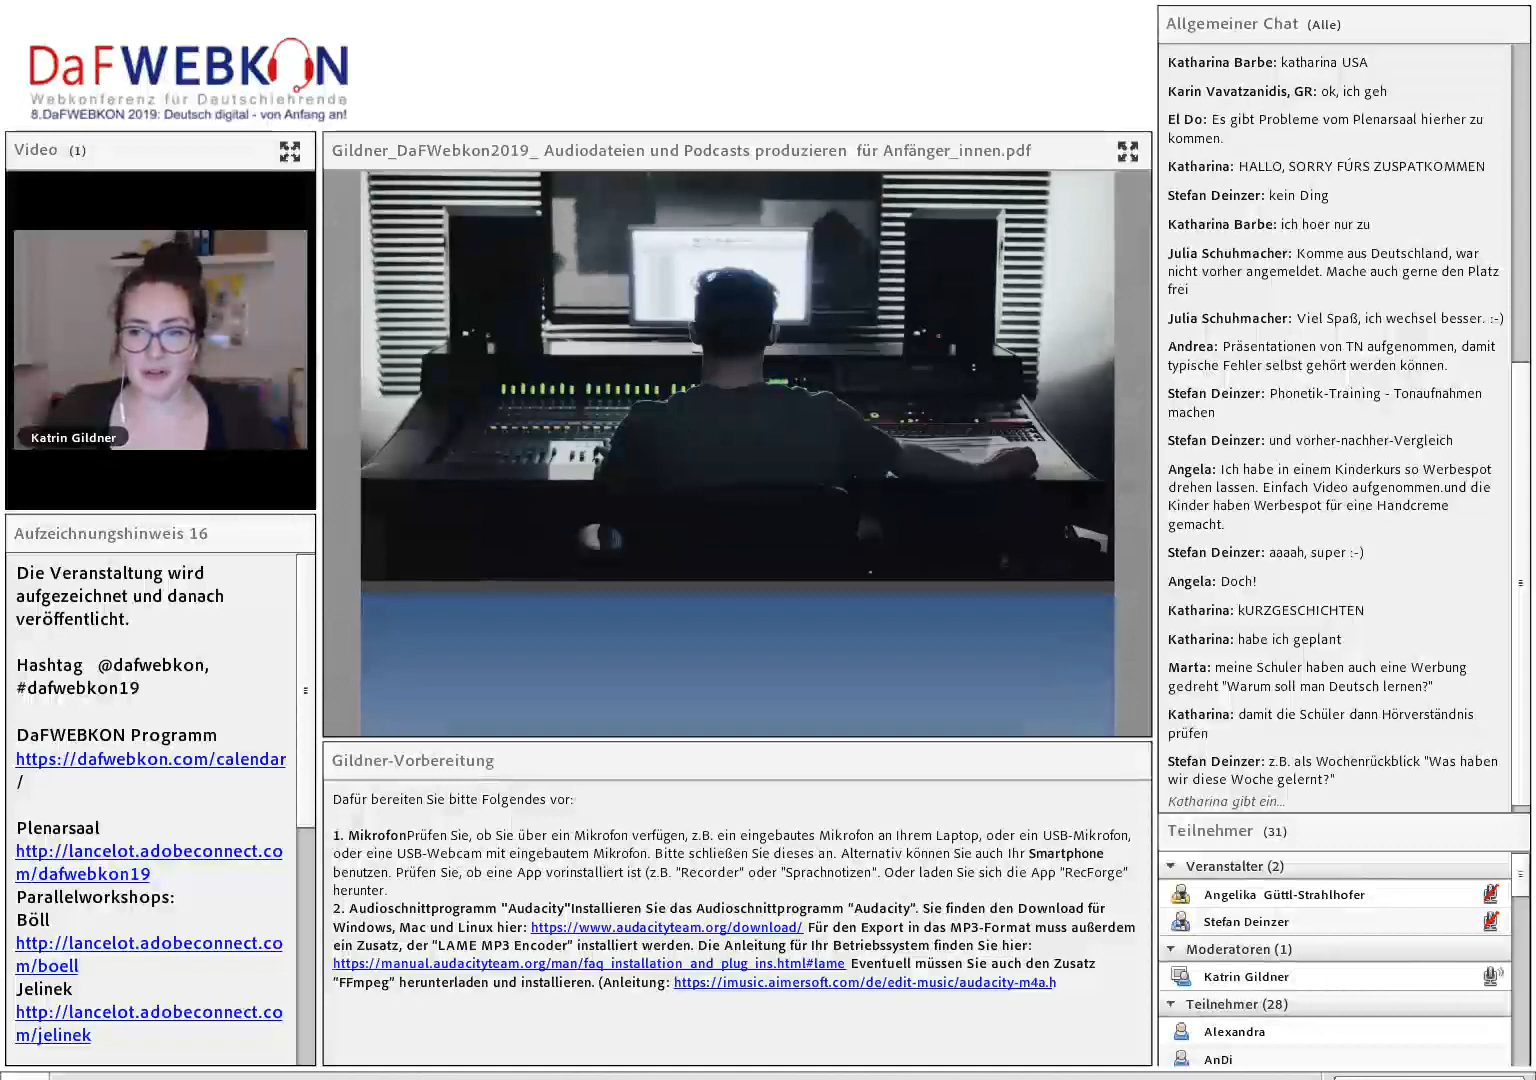 DaFWEBKON
Webkonferenz für Deutschlehrende
8.DaFWEBKON 2019: Deutsch digital - von Anfang an!
Video (1)
Katrin Gildner
Aufzeichnungshinweis 16
Die Veranstaltung wird
aufgezeichnet und danach
veröffentlicht.
Hashtag @dafwebkon,
#dafwebkon19
DaFWEBKON Programm
https://dafwebkon.com/calendar
/
Plenarsaal
http://lancelot.adobeconnect.co
m/dafwebkon19
Parallelworkshops:
Böll
http://lancelot.adobeconnect.co
m/boell
Jelinek
http://lancelot.adobeconnect.co
m/jelinek
Gildner_DaFWebkon2019_ Audiodateien und Podcasts produzieren für Anfänger_innen.pdf
Gildner-Vorbereitung
Dafür bereiten Sie bitte Folgendes vor:
1. MikrofonPrüfen Sie, ob Sie über ein Mikrofon verfügen, z.B. ein eingebautes Mikrofon an Ihrem Laptop, oder ein USB-Mikrofon,
oder eine USB-Webcam mit eingebautem Mikrofon. Bitte schließen Sie dieses an. Alternativ können Sie auch Ihr Smartphone
benutzen. Prüfen Sie, ob eine App vorinstalliert ist (z.B. "Recorder" oder "Sprachnotizen". Oder laden Sie sich die App "RecForge"
herunter.
2. Audioschnittprogramm "Audacity"Installieren Sie das Audioschnittprogramm "Audacity". Sie finden den Download für
Windows, Mac und Linux hier: https://www.audacityteam.org/download/ Für den Export in das MP3-Format muss außerdem
ein Zusatz, der "LAME MP3 Encoder" installiert werden. Die Anleitung für Ihr Betriebssystem finden Sie hier:
https://manual.audacityteam.org/man/faq_installation_and_plug_ins.html#lame Eventuell müssen Sie auch den Zusatz
"FFmpeg" herunterladen und installieren. (Anleitung: https://imusic.aimersoft.com/de/edit-music/audacity-m4a.h
Allgemeiner Chat (Alle)
Katharina Barbe: katharina USA
Karin Vavatzanidis, GR: ok, ich geh
El Do: Es gibt Probleme vom Plenarsaal hierher zu
kommen.
Katharina: HALLO, SORRY FÚRS ZUSPATKOMMEN
Stefan Deinzer: kein Ding
Katharina Barbe: ich hoer nur zu
Julia Schuhmacher: Komme aus Deutschland, war
nicht vorher angemeldet. Mache auch gerne den Platz
frei
Julia Schuhmacher: Viel Spaß, ich wechsel besser. :-)
Andrea: Präsentationen von TN aufgenommen, damit
typische Fehler selbst gehört werden können.
Stefan Deinzer: Phonetik-Training - Tonaufnahmen
machen
Stefan Deinzer: und vorher-nachher-Vergleich
Angela: Ich habe in einem Kinderkurs so Werbespot
drehen lassen. Einfach Video aufgenommen.und die
Kinder haben Werbespot für eine Handcreme
gemacht.
Stefan Deinzer: aaaah, super :-)
Angela: Doch!
Katharina: kURZGESCHICHTEN
Katharina: habe ich geplant
Marta: meine Schuler haben auch eine Werbung
gedreht "Warum soll man Deutsch lernen?"
Katharina: damit die Schüler dann Hörverständnis
prüfen
Stefan Deinzer: z.B. als Wochenrückblick "Was haben
wir diese Woche gelernt?"
Katharina gibt ein...
Teilnehmer (31)
Veranstalter (2)
Angelika Güttl-Strahlhofer
Stefan Deinzer
Moderatoren (1)
Katrin Gildner
Teilnehmer (28)
Alexandra
AnDi